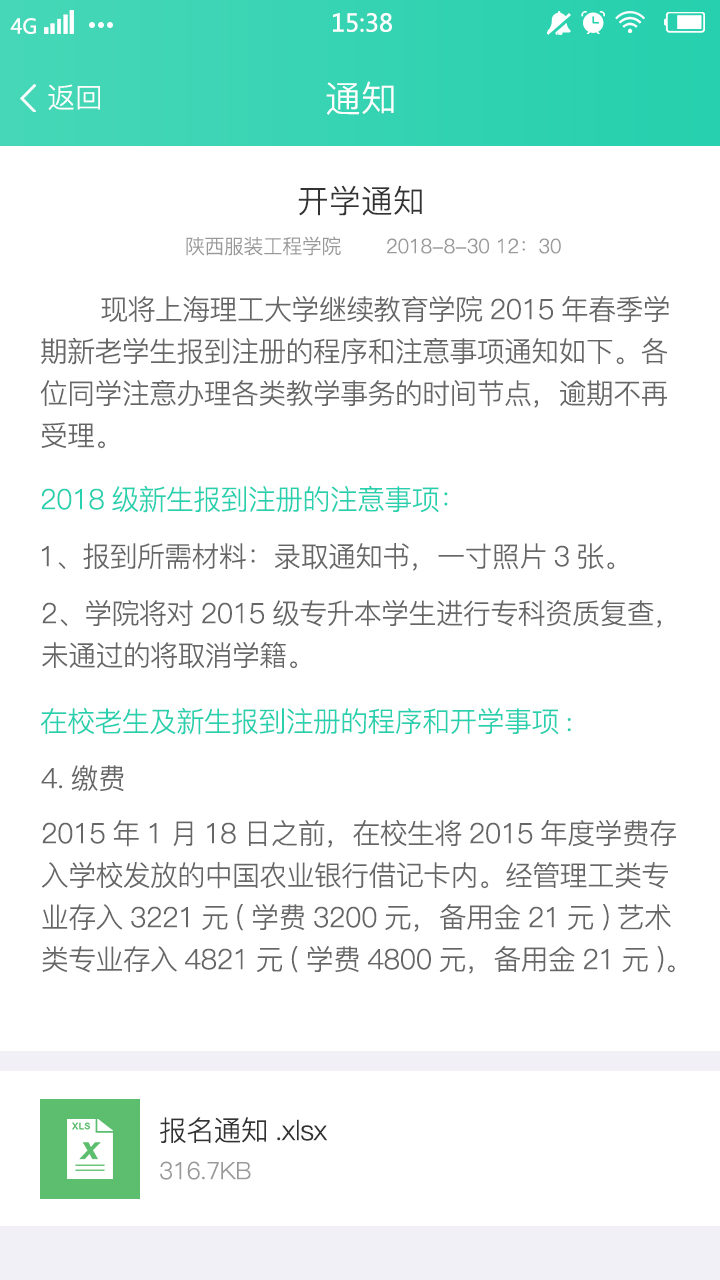 4G 15:38
返回 通知
开学通知
陕西服装工程学院 2018-8-30 12：30
现将上海理工大学继续教育学院 2015 年春季学
期新老学生报到注册的程序和注意事项通知如下。各
位同学注意办理各类教学事务的时间节点，逾期不再
受理。
2018 级新生报到注册的注意事项：
1、报到所需材料：录取通知书，一寸照片 3 张。
2、学院将对 2015 级专升本学生进行专科资质复查，
未通过的将取消学籍。
在校老生及新生报到注册的程序和开学事项 :
4. 缴费
2015 年 1 月 18 日之前，在校生将 2015 年度学费存
入学校发放的中国农业银行借记卡内。经管理工类专
业存入 3221 元 ( 学费 3200 元，备用金 21 元 ) 艺术
类专业存入 4821 元 ( 学费 4800 元，备用金 21 元 )。
XLS
X
报名通知 .xlsx
316.7KB